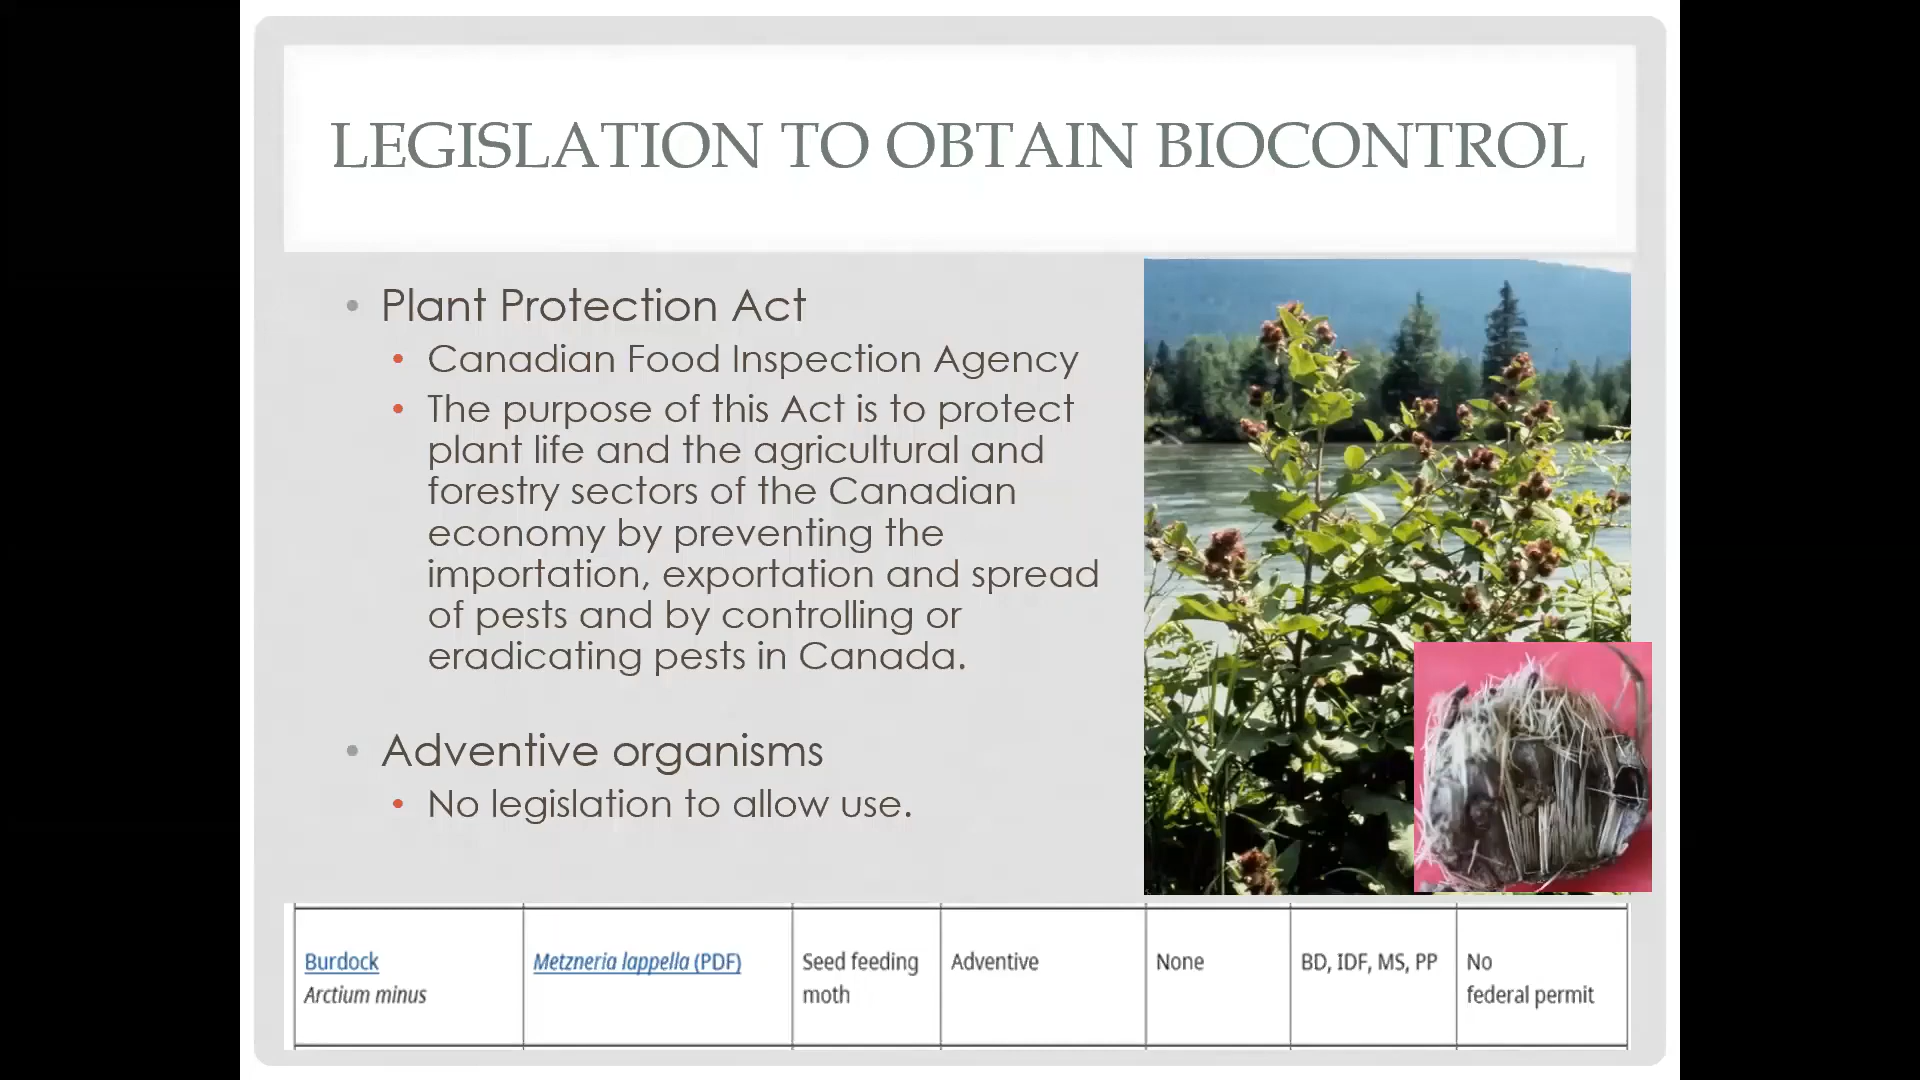 LEGISLATION TO OBTAIN BIOCONTROL
• Plant Protection Act
• Canadian Food Inspection Agency
• The purpose of this Act is to protect
plant life and the agricultural and
forestry sectors of the Canadian
economy by preventing the
importation, exportation and spread
of pests and by controlling or
eradicating pests in Canada.
• Adventive organisms
• No legislation to allow use.
Burdock
Arctium minus
Metzneria lappella (PDF)
Seed feeding
moth
Adventive
None
BD, IDF, MS, PP
No
federal permit